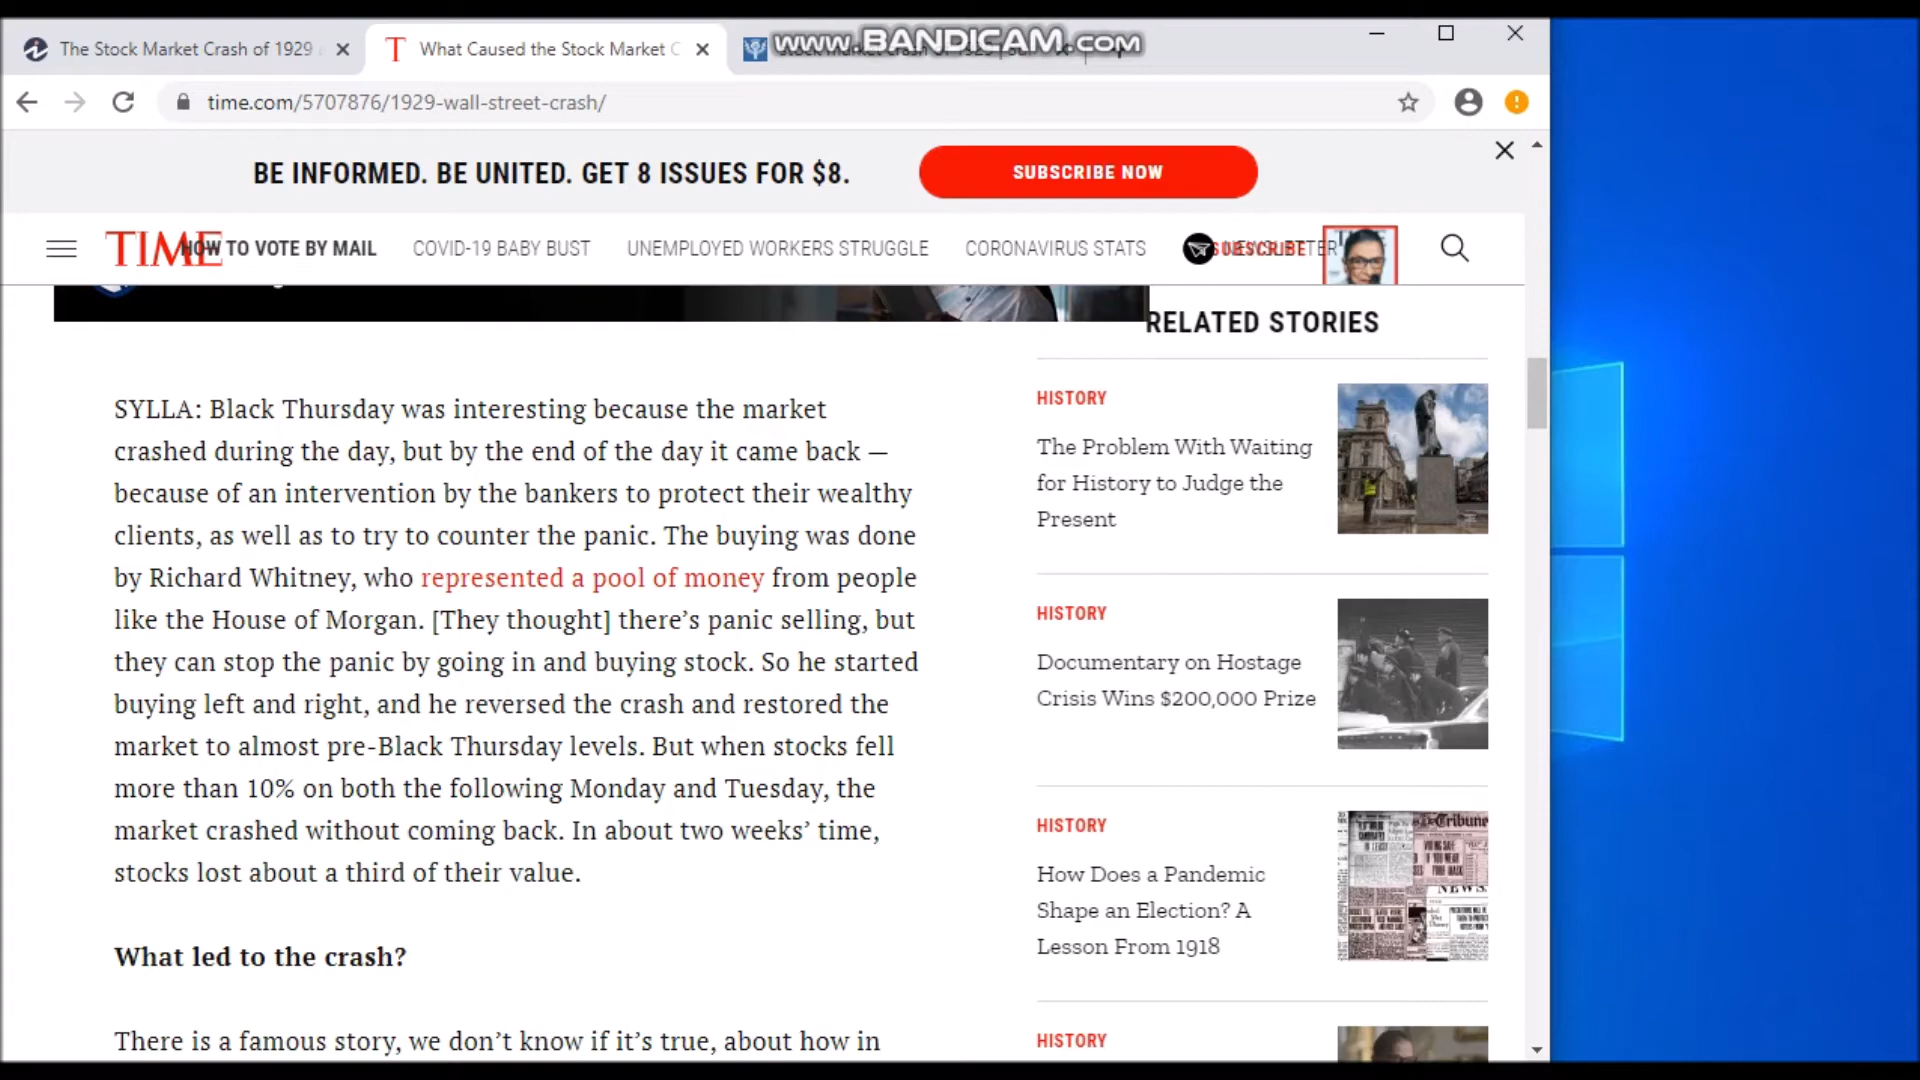 The Stock Market Crash of 1929
What Caused the Stock Market C
www.BANDICAM.com
time.com/5707876/1929-wall-street-crash/
BE INFORMED. BE UNITED. GET 8 ISSUES FOR $8.
SUBSCRIBE NOW
TIME
HOW TO VOTE BY MAIL
COVID-19 BABY BUST
UNEMPLOYED WORKERS STRUGGLE
CORONAVIRUS STATS
SUBSCRIBE
RELATED STORIES
SYLLA: Black Thursday was interesting because the market
crashed during the day, but by the end of the day it came back —
because of an intervention by the bankers to protect their wealthy
clients, as well as to try to counter the panic. The buying was done
by Richard Whitney, who represented a pool of money from people
like the House of Morgan. [They thought] there’s panic selling, but
they can stop the panic by going in and buying stock. So he started
buying left and right, and he reversed the crash and restored the
market to almost pre-Black Thursday levels. But when stocks fell
more than 10% on both the following Monday and Tuesday, the
market crashed without coming back. In about two weeks’ time,
stocks lost about a third of their value.
What led to the crash?
There is a famous story, we don’t know if it’s true, about how in
HISTORY
The Problem With Waiting
for History to Judge the
Present
HISTORY
Documentary on Hostage
Crisis Wins $200,000 Prize
HISTORY
How Does a Pandemic
Shape an Election? A
Lesson From 1918
Tribune
HISTORY